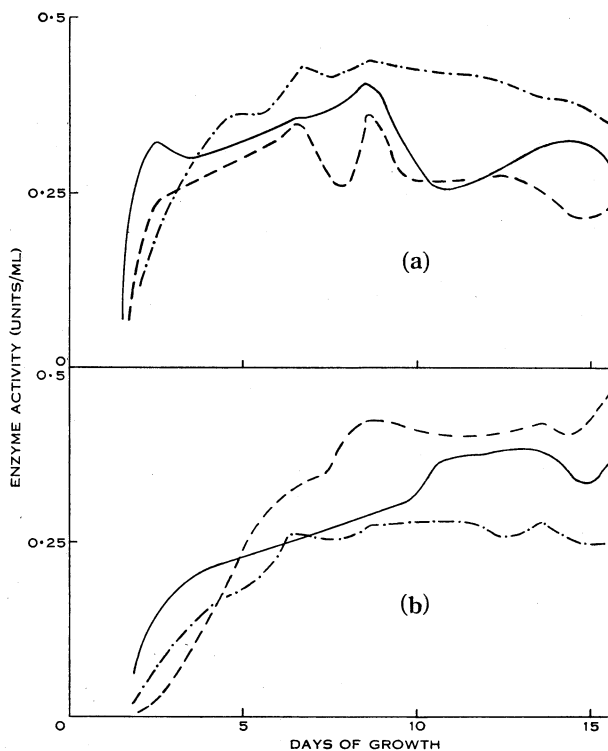 0·5
0·25
(a)
0
0·5
ENZYME ACTIVITY (UNITS/ML)
0·25
(b)
0
5
10
15
DAYS OF GROWTH